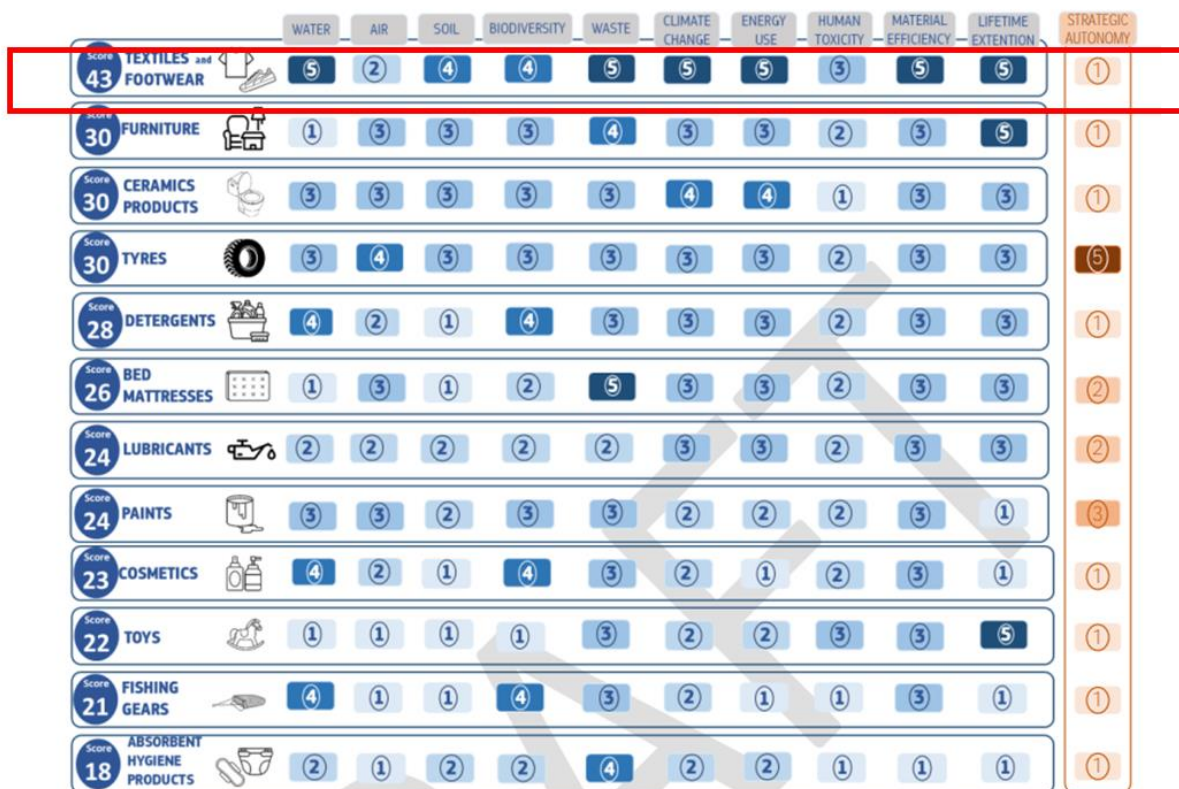 WATER AIR SOIL BIODIVERSITY WASTE CLIMATE CHANGE ENERGY USE HUMAN TOXICITY MATERIAL EFFICIENCY LIFETIME EXTENTION STRATEGIC AUTONOMY
Score 43 TEXTILES and FOOTWEAR 5 2 4 4 5 5 5 3 5 5 1
Score 30 FURNITURE 1 3 3 3 4 3 3 2 3 5 1
Score 30 CERAMICS PRODUCTS 3 3 3 3 3 4 4 1 3 3 1
Score 30 TYRES 3 4 3 3 3 3 3 2 3 3 5
Score 28 DETERGENTS 4 2 1 4 3 3 3 2 3 3 1
Score 26 BED MATTRESSES 1 3 1 2 5 3 3 2 3 3 2
Score 24 LUBRICANTS 2 2 2 2 2 3 3 2 3 3 2
Score 24 PAINTS 3 3 2 3 3 2 2 2 3 1 3
Score 23 COSMETICS 4 2 1 4 3 2 1 2 3 1 1
Score 22 TOYS 1 1 1 1 3 2 2 3 3 5 1
Score 21 FISHING GEARS 4 1 1 4 3 2 1 1 3 1 1
Score 18 ABSORBENT HYGIENE PRODUCTS 2 1 2 2 4 2 2 1 1 1 1